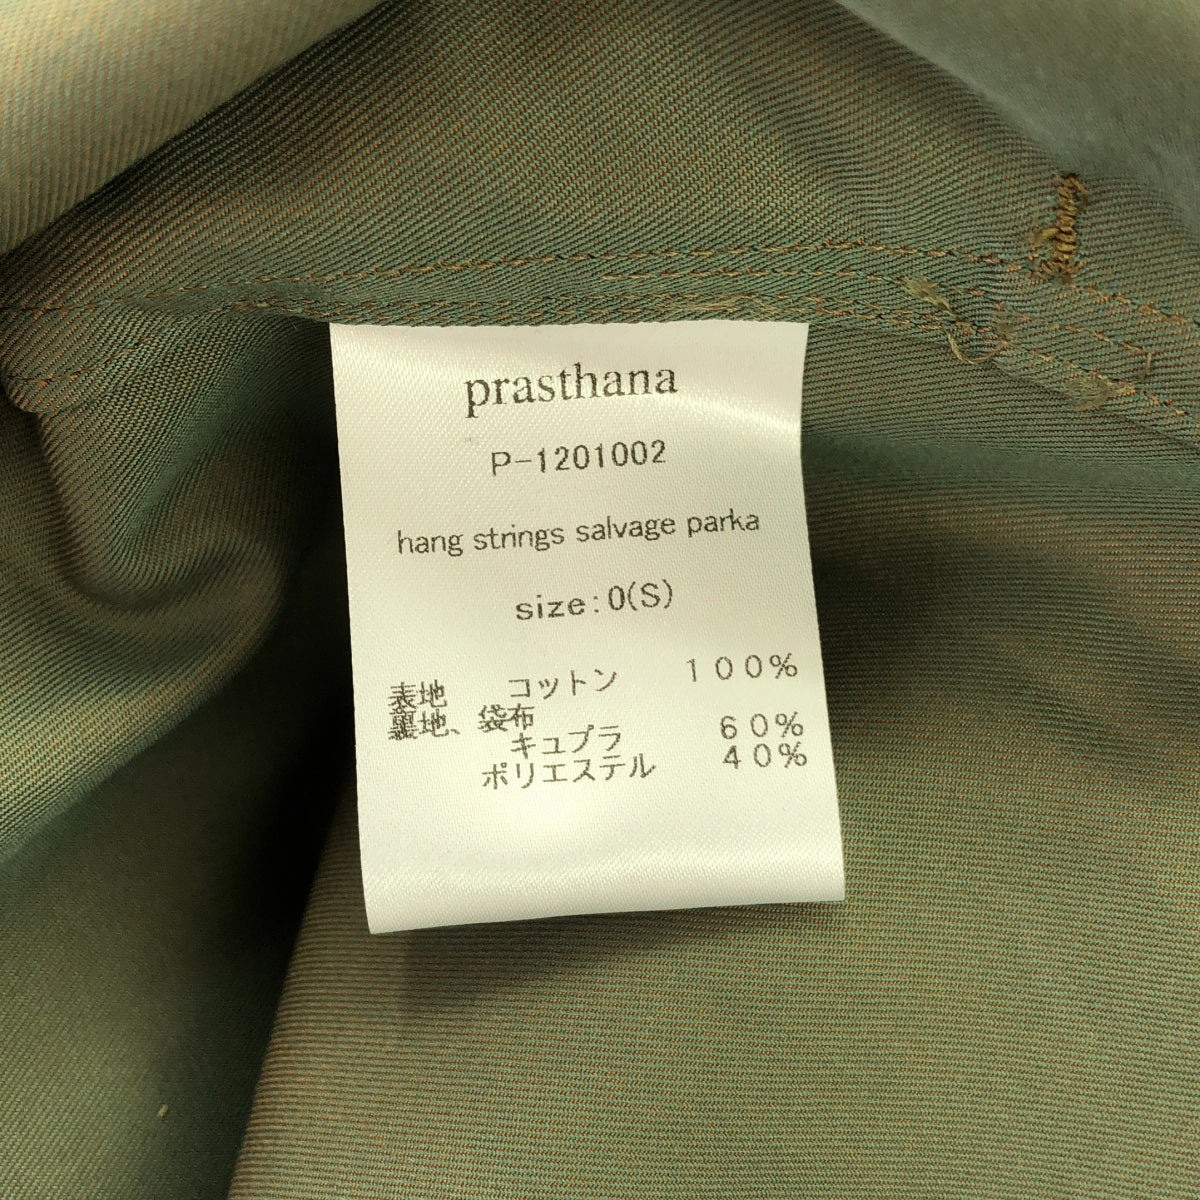 prasthana
P-1201002
hang strings salvage parka
size:0(S)
表地 コットン 100%
裏地、袋布
キュプラ 60%
ポリエステル 40%